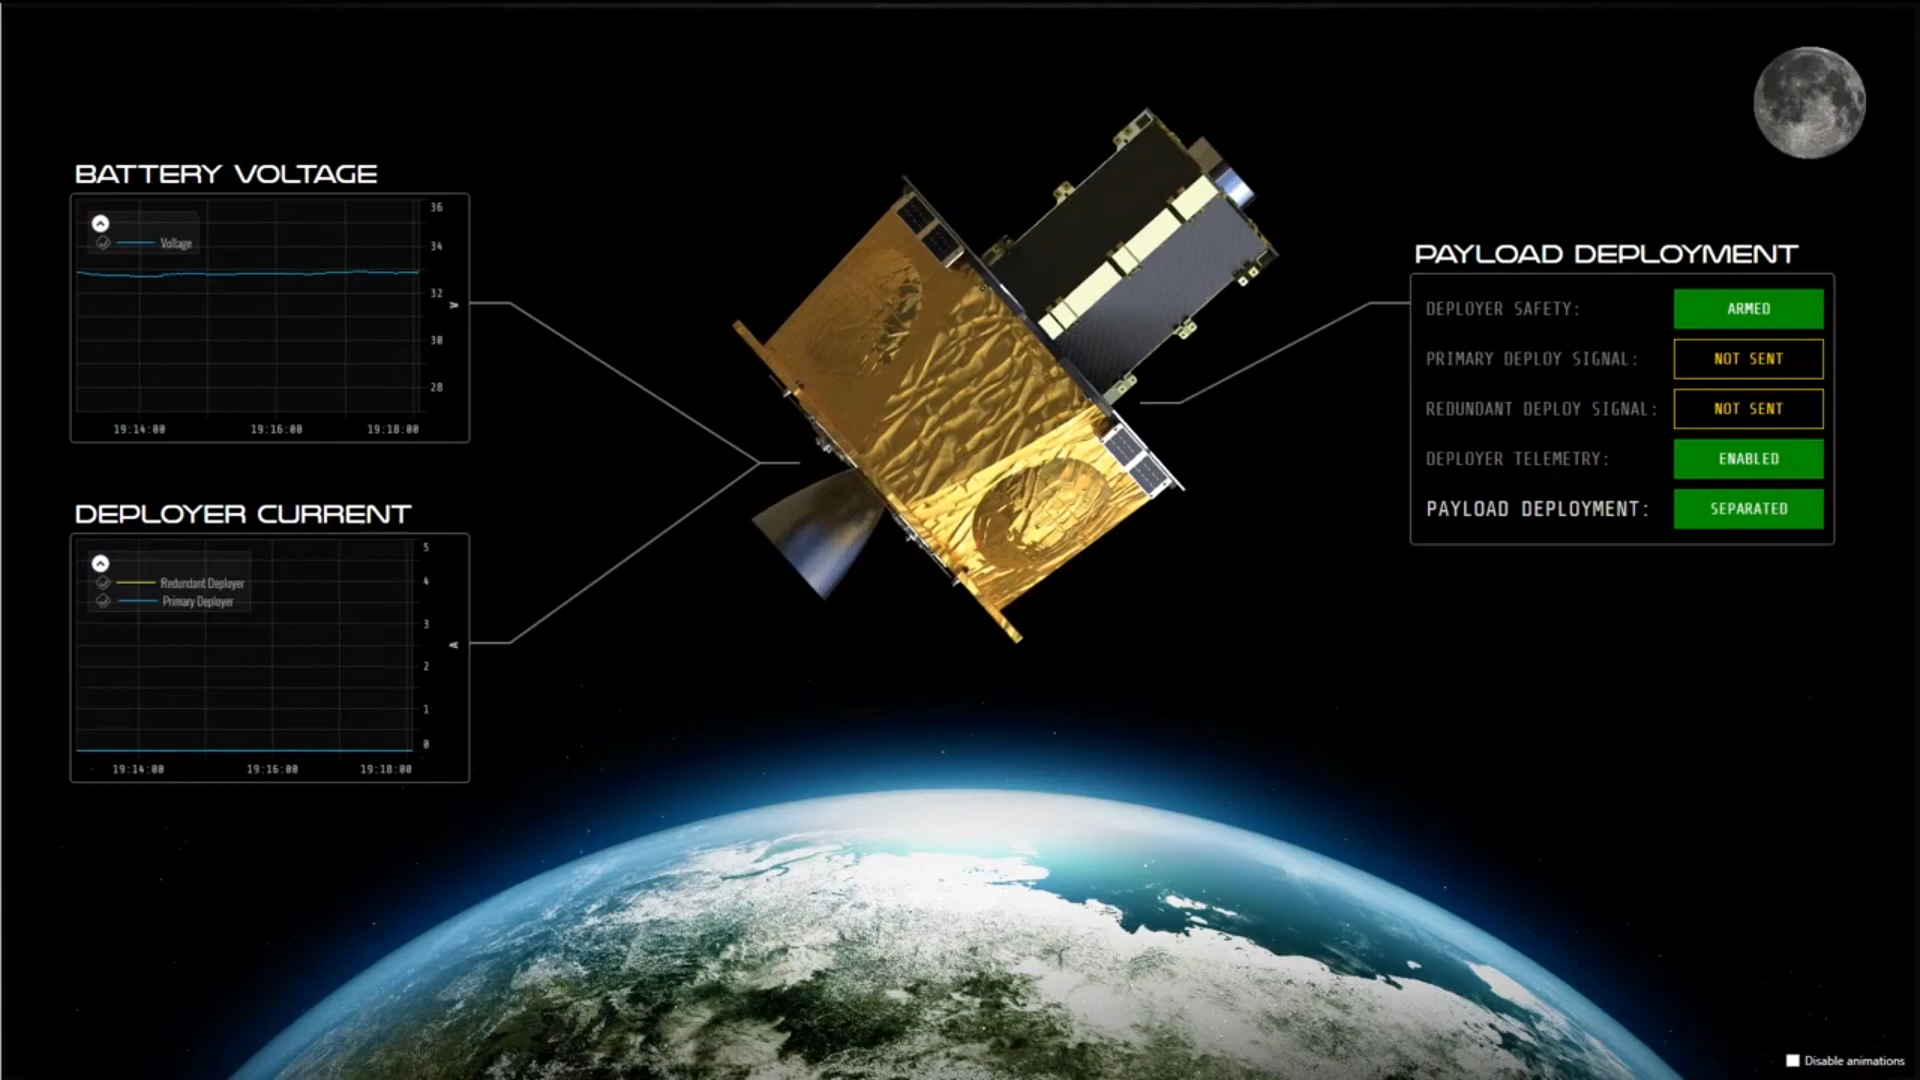 BATTERY VOLTAGE
Voltage
36
34
32
30
28
V
19:14:00 19:16:00 19:18:00
DEPLOYER CURRENT
Redundant Deployer
Primary Deployer
5
4
3
2
1
0
A
19:14:00 19:16:00 19:18:00
PAYLOAD DEPLOYMENT
DEPLOYER SAFETY: ARMED
PRIMARY DEPLOY SIGNAL: NOT SENT
REDUNDANT DEPLOY SIGNAL: NOT SENT
DEPLOYER TELEMETRY: ENABLED
PAYLOAD DEPLOYMENT: SEPARATED
Disable animations